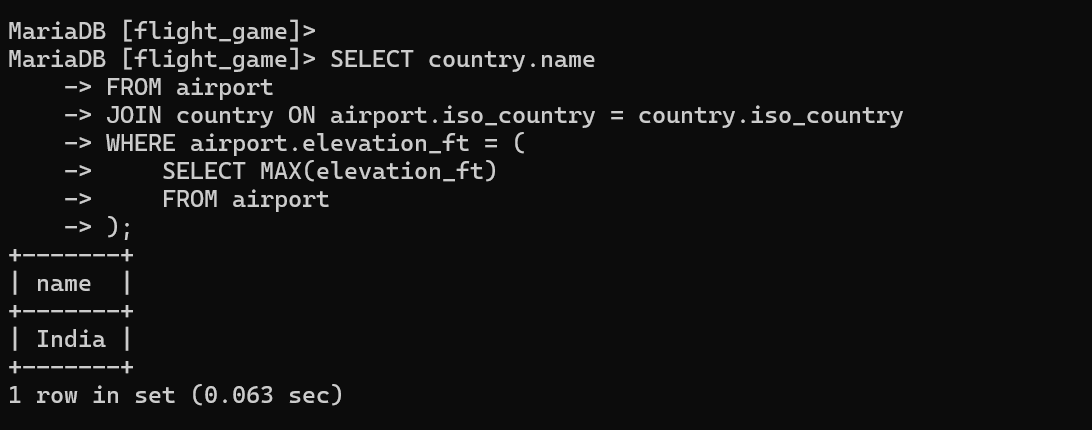 MariaDB [flight_game]>
MariaDB [flight_game]> SELECT country.name
    -> FROM airport
    -> JOIN country ON airport.iso_country = country.iso_country
    -> WHERE airport.elevation_ft = (
    ->     SELECT MAX(elevation_ft)
    ->     FROM airport
    -> );
+-------+
| name  |
+-------+
| India |
+-------+
1 row in set (0.063 sec)